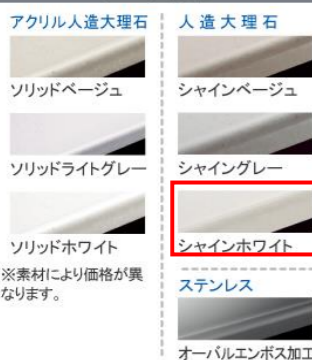 アクリル人造大理石
ソリッドベージュ
ソリッドライトグレー
ソリッドホワイト
※素材により価格が異
なります。
人造大理石
シャインベージュ
シャイングレー
シャインホワイト
ステンレス
オーバルエンボス加工